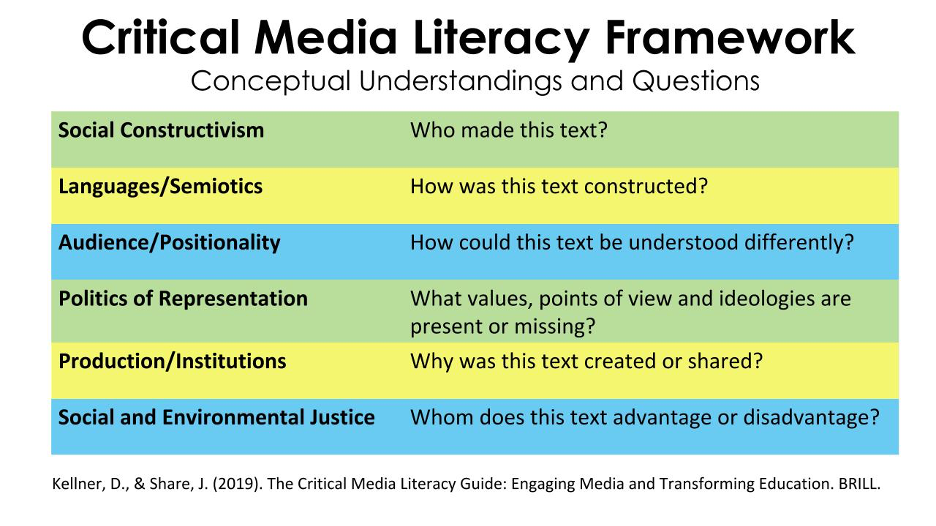 Critical Media Literacy Framework
Conceptual Understandings and Questions
Social Constructivism Who made this text?
Languages/Semiotics How was this text constructed?
Audience/Positionality How could this text be understood differently?
Politics of Representation What values, points of view and ideologies are
present or missing?
Production/Institutions Why was this text created or shared?
Social and Environmental Justice Whom does this text advantage or disadvantage?
Kellner, D., & Share, J. (2019). The Critical Media Literacy Guide: Engaging Media and Transforming Education. BRILL.